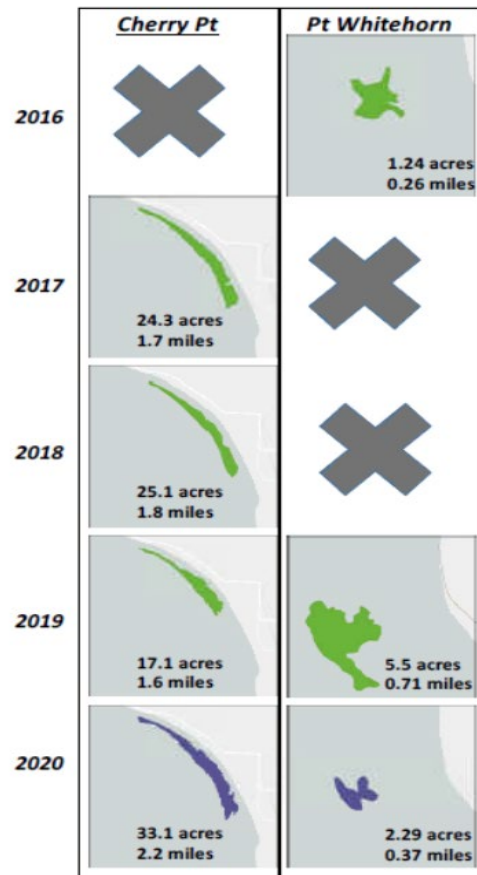 Cherry Pt
Pt Whitehorn
2016
1.24 acres
0.26 miles
2017
24.3 acres
1.7 miles
2018
25.1 acres
1.8 miles
2019
17.1 acres
1.6 miles
5.5 acres
0.71 miles
2020
33.1 acres
2.2 miles
2.29 acres
0.37 miles